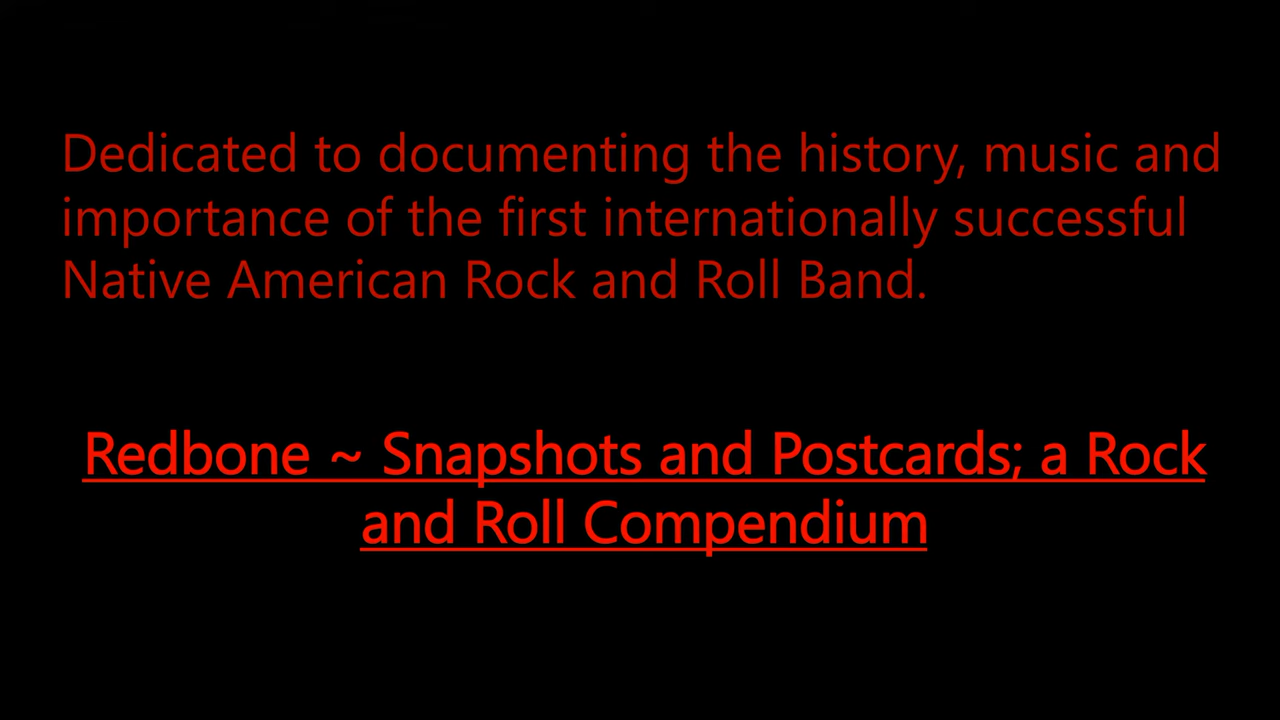 Dedicated to documenting the history, music and
importance of the first internationally successful
Native American Rock and Roll Band.
Redbone ~ Snapshots and Postcards; a Rock
and Roll Compendium